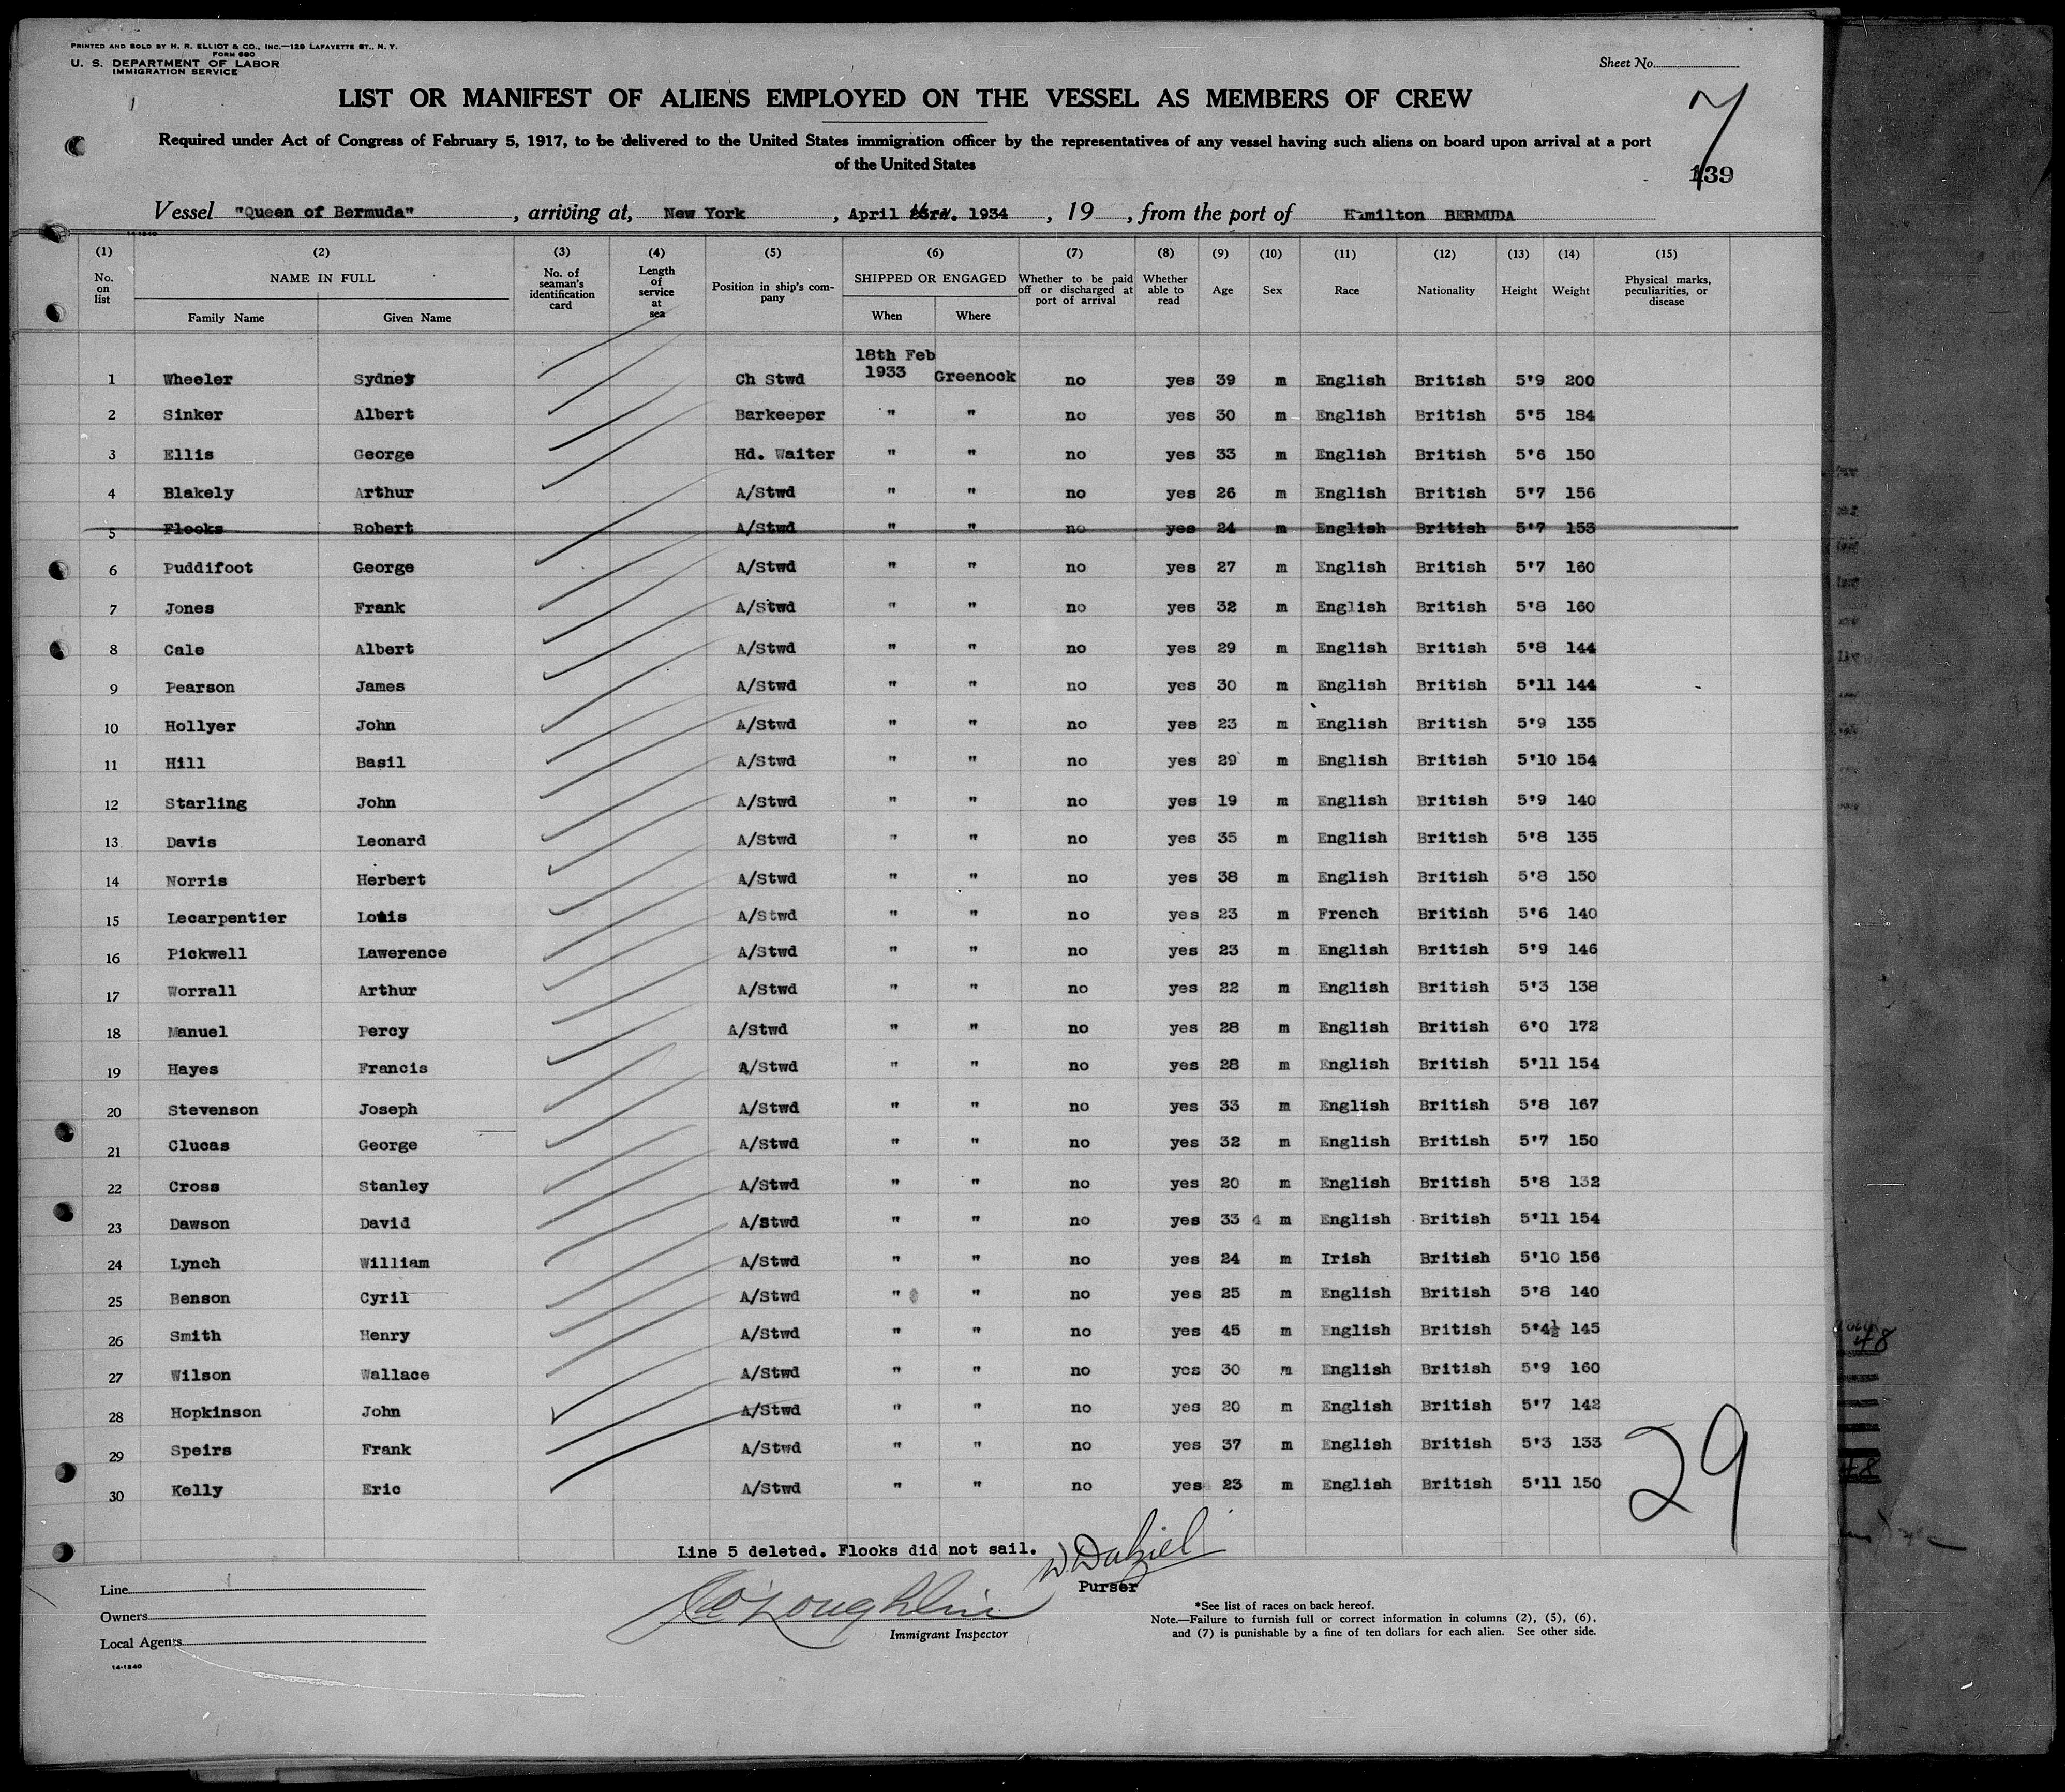 PRINTED AND SOLD BY H. R. ELLIOT & CO., INC.—129 LAFAYETTE ST., N. Y.
FORM 680
U. S. DEPARTMENT OF LABOR
IMMIGRATION SERVICE
Sheet No.
LIST OR MANIFEST OF ALIENS EMPLOYED ON THE VESSEL AS MEMBERS OF CREW
7
Required under Act of Congress of February 5, 1917, to be delivered to the United States immigration officer by the representatives of any vessel having such aliens on board upon arrival at a port
of the United States
139
Vessel "Queen of Bermuda", arriving at, New York, April 1934, 19, from the port of Hamilton BERMUDA
14-1240
(1) (2) (3) (4) (5) (6) (7) (8) (9) (10) (11) (12) (13) (14) (15)
No. on list NAME IN FULL Family Name Given Name No. of seaman's identification card Length of service at sea Position in ship's company SHIPPED OR ENGAGED When Where Whether to be paid off or discharged at port of arrival Whether able to read Age Sex Race Nationality Height Weight Physical marks, peculiarities, or disease
1 Wheeler Sydney Ch Stwd 18th Feb 1933 Greenock no yes 39 m English British 5'9 200
2 Sinker Albert Barkeeper " " no yes 30 m English British 5'5 184
3 Ellis George Hd. Waiter " " no yes 33 m English British 5'6 150
4 Blakely Arthur A/Stwd " " no yes 26 m English British 5'7 156
5 Flooks Robert A/Stwd " " no yes 24 m English British 5'7 153
6 Puddifoot George A/Stwd " " no yes 27 m English British 5'7 160
7 Jones Frank A/Stwd " " no yes 32 m English British 5'8 160
8 Cale Albert A/Stwd " " no yes 29 m English British 5'8 144
9 Pearson James A/Stwd " " no yes 30 m English British 5'11 144
10 Hollyer John A/Stwd " " no yes 23 m English British 5'9 135
11 Hill Basil A/Stwd " " no yes 29 m English British 5'10 154
12 Starling John A/Stwd " " no yes 19 m English British 5'9 140
13 Davis Leonard A/Stwd " " no yes 35 m English British 5'8 135
14 Norris Herbert A/Stwd " " no yes 38 m English British 5'8 150
15 Lecarpentier Louis A/Stwd " " no yes 23 m French British 5'6 140
16 Pickwell Lawerence A/Stwd " " no yes 23 m English British 5'9 146
17 Worrall Arthur A/Stwd " " no yes 22 m English British 5'3 138
18 Manuel Percy A/Stwd " " no yes 28 m English British 6'0 172
19 Hayes Francis A/Stwd " " no yes 28 m English British 5'11 154
20 Stevenson Joseph A/Stwd " " no yes 33 m English British 5'8 167
21 Clucas George A/Stwd " " no yes 32 m English British 5'7 150
22 Cross Stanley A/Stwd " " no yes 20 m English British 5'8 132
23 Dawson David A/Stwd " " no yes 33 m English British 5'11 154
24 Lynch William A/Stwd " " no yes 24 m Irish British 5'10 156
25 Benson Cyril A/Stwd " " no yes 25 m English British 5'8 140
26 Smith Henry A/Stwd " " no yes 45 m English British 5'4½ 145
27 Wilson Wallace A/Stwd " " no yes 30 m English British 5'9 160
28 Hopkinson John A/Stwd " " no yes 20 m English British 5'7 142
29 Speirs Frank A/Stwd " " no yes 37 m English British 5'3 133
30 Kelly Eric A/Stwd " " no yes 23 m English British 5'11 150
29
48
48
Line 5 deleted. Flooks did not sail.
W. Dalziel
Purser
Line
Owners
Local Agents
14-1240
O'Loughlin
Immigrant Inspector
*See list of races on back hereof.
Note.—Failure to furnish full or correct information in columns (2), (5), (6),
and (7) is punishable by a fine of ten dollars for each alien. See other side.